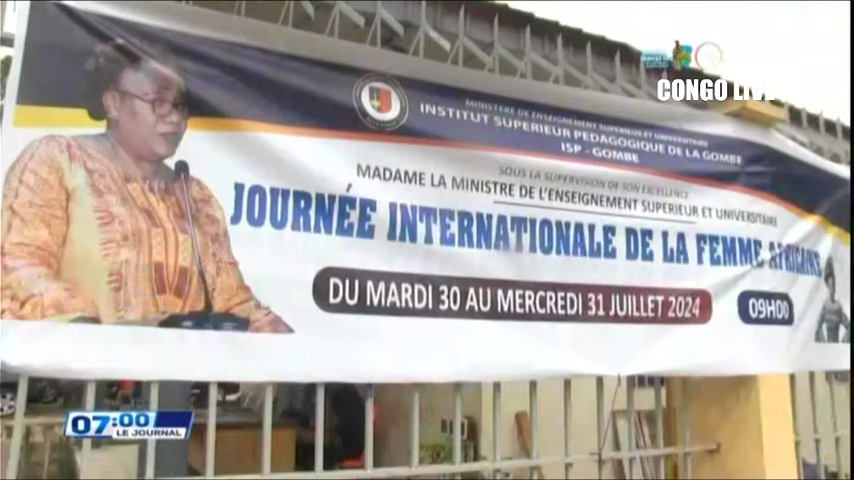 CONGO LIVE
MINISTERE DE ENSEIGNEMENT SUPERIEUR ET UNIVERSITAIRE
INSTITUT SUPERIEUR PEDAGOGIQUE DE LA GOMBE
ISP - GOMBE
SOUS LA SUPERVISION DE SON EXCELLENCE
MADAME LA MINISTRE DE L'ENSEIGNEMENT SUPERIEUR ET UNIVERSITAIRE
JOURNÉE INTERNATIONALE DE LA FEMME AFRICAINE
DU MARDI 30 AU MERCREDI 31 JUILLET 2024
09H00
07:00
LE JOURNAL